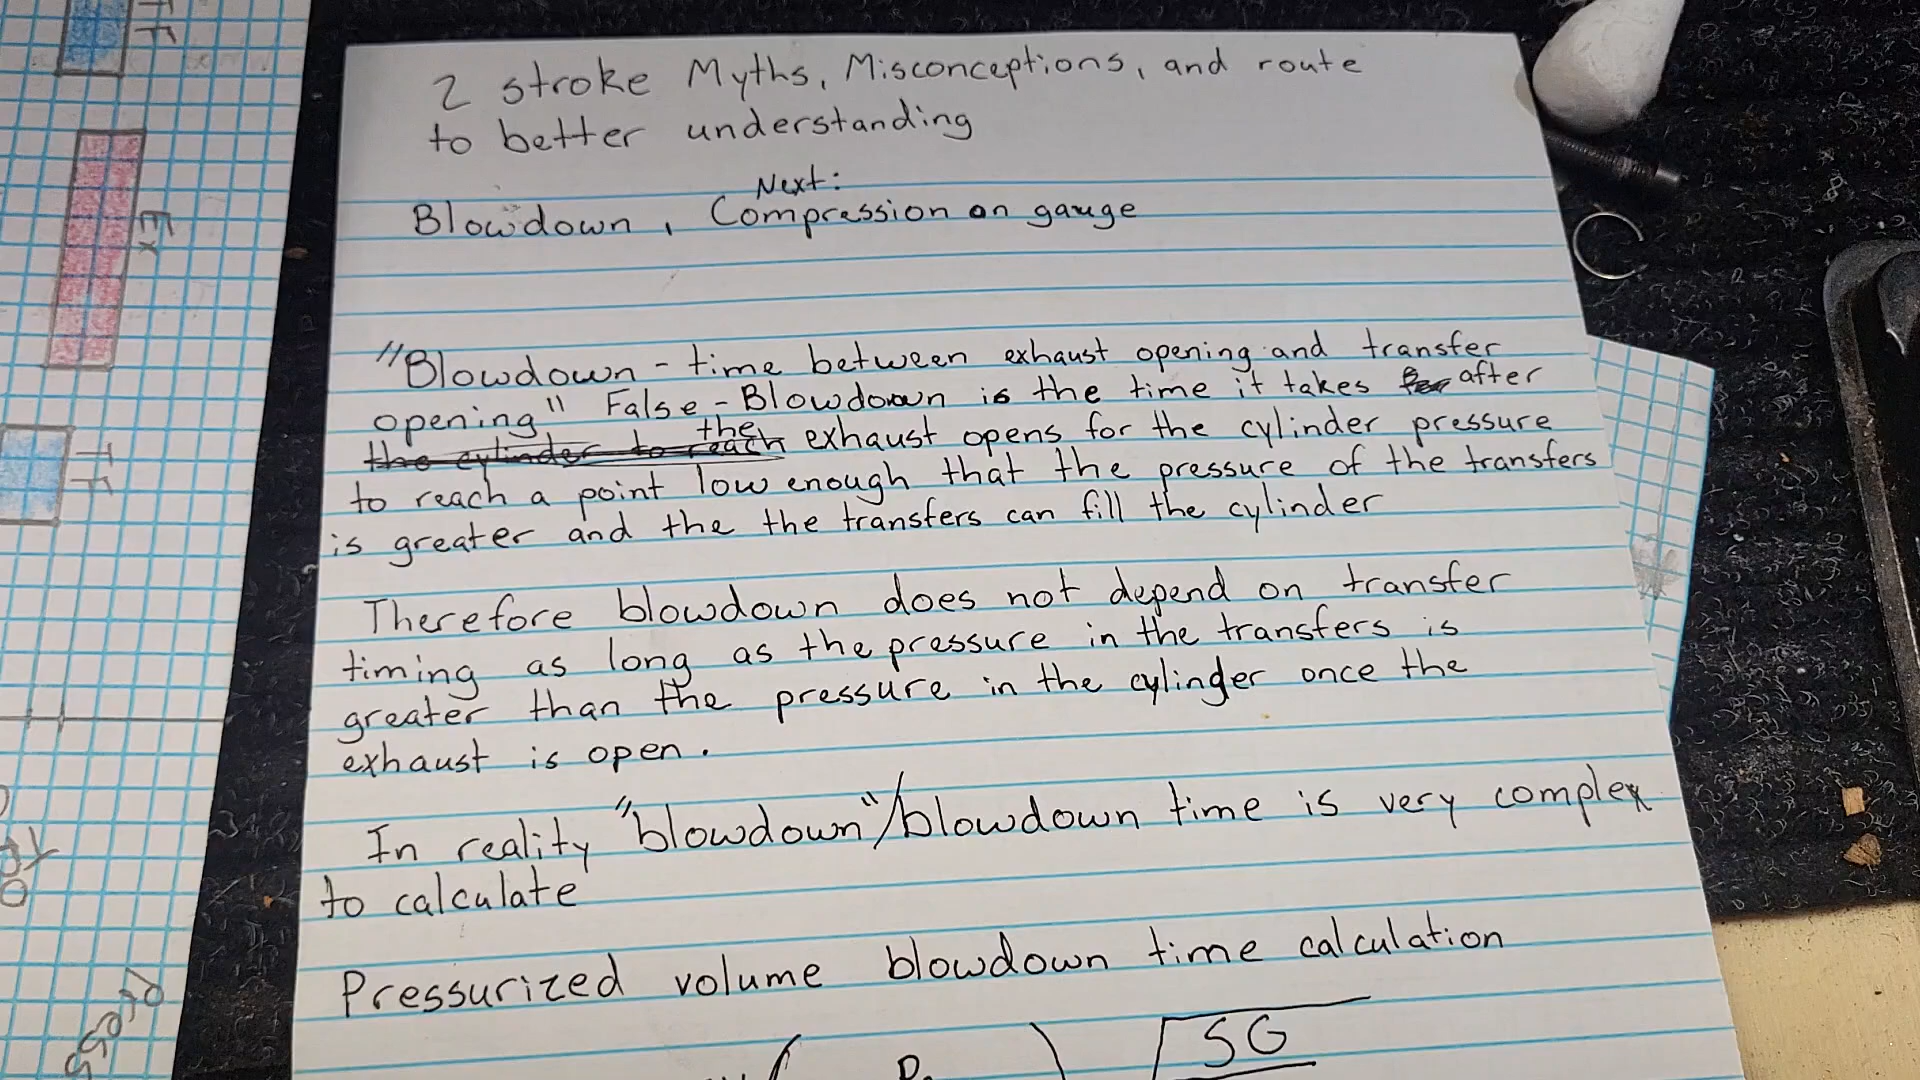 2 stroke Myths, Misconceptions, and route
to better understanding
Next:
Blowdown, Compression on gauge
"Blowdown - time between exhaust opening and transfer
opening" False - Blowdown is the time it takes after
the cylinder to reach the exhaust opens for the cylinder pressure
to reach a point low enough that the pressure of the transfers
is greater and the the transfers can fill the cylinder
Therefore blowdown does not depend on transfer
timing as long as the pressure in the transfers is
greater than the pressure in the cylinder once the
exhaust is open.
In reality "blowdown"/blowdown time is very complex
to calculate
Pressurized volume blowdown time calculation
SG
Ex